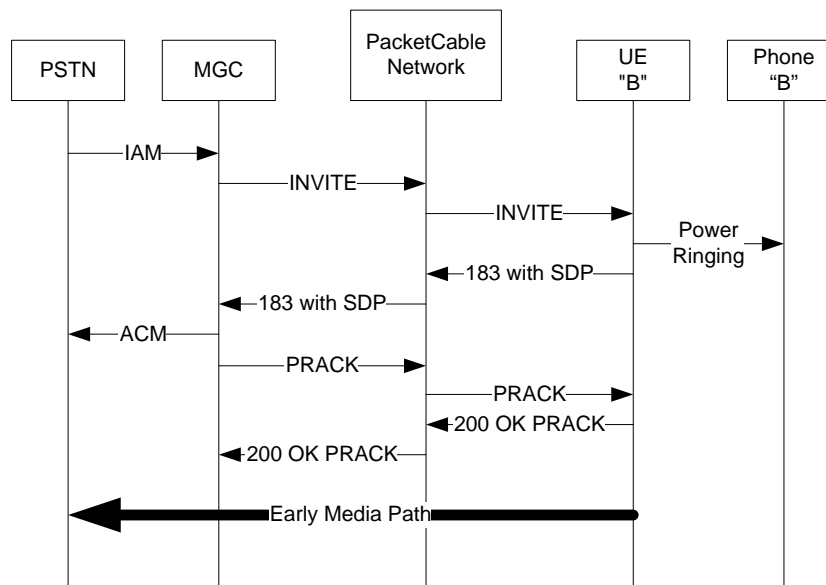 PSTN
MGC
PacketCable
Network
UE
"B"
Phone
“B”
IAM
INVITE
INVITE
Power
Ringing
183 with SDP
183 with SDP
ACM
PRACK
PRACK
200 OK PRACK
200 OK PRACK
Early Media Path